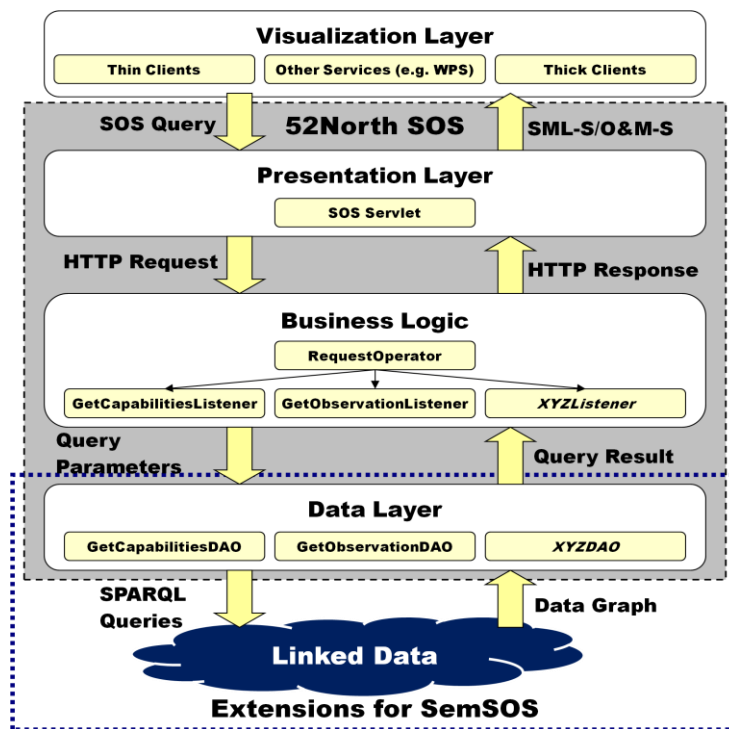 Visualization Layer
Thin Clients
Other Services (e.g. WPS)
Thick Clients
SOS Query
52North SOS
SML-S/O&M-S
Presentation Layer
SOS Servlet
HTTP Request
HTTP Response
Business Logic
RequestOperator
GetCapabilitiesListener
GetObservationListener
XYZListener
Query
Parameters
Query Result
Data Layer
GetCapabilitiesDAO
GetObservationDAO
XYZDAO
SPARQL
Queries
Data Graph
Linked Data
Extensions for SemSOS